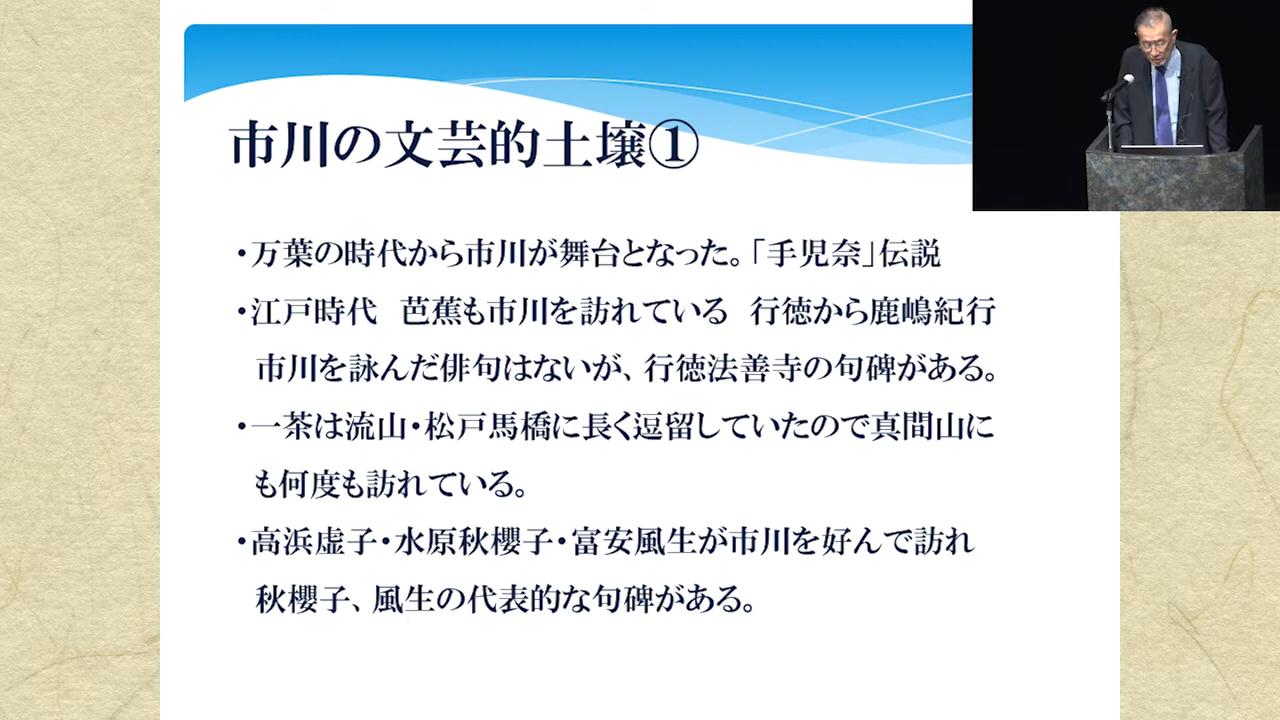 市川の文芸的土壌①
・万葉の時代から市川が舞台となった。「手児奈」伝説
・江戸時代　芭蕉も市川を訪れている　行徳から鹿嶋紀行
市川を詠んだ俳句はないが、行徳法善寺の句碑がある。
・一茶は流山・松戸馬橋に長く逗留していたので真間山に
も何度も訪れている。
・高浜虚子・水原秋櫻子・富安風生が市川を好んで訪れ
秋櫻子、風生の代表的な句碑がある。